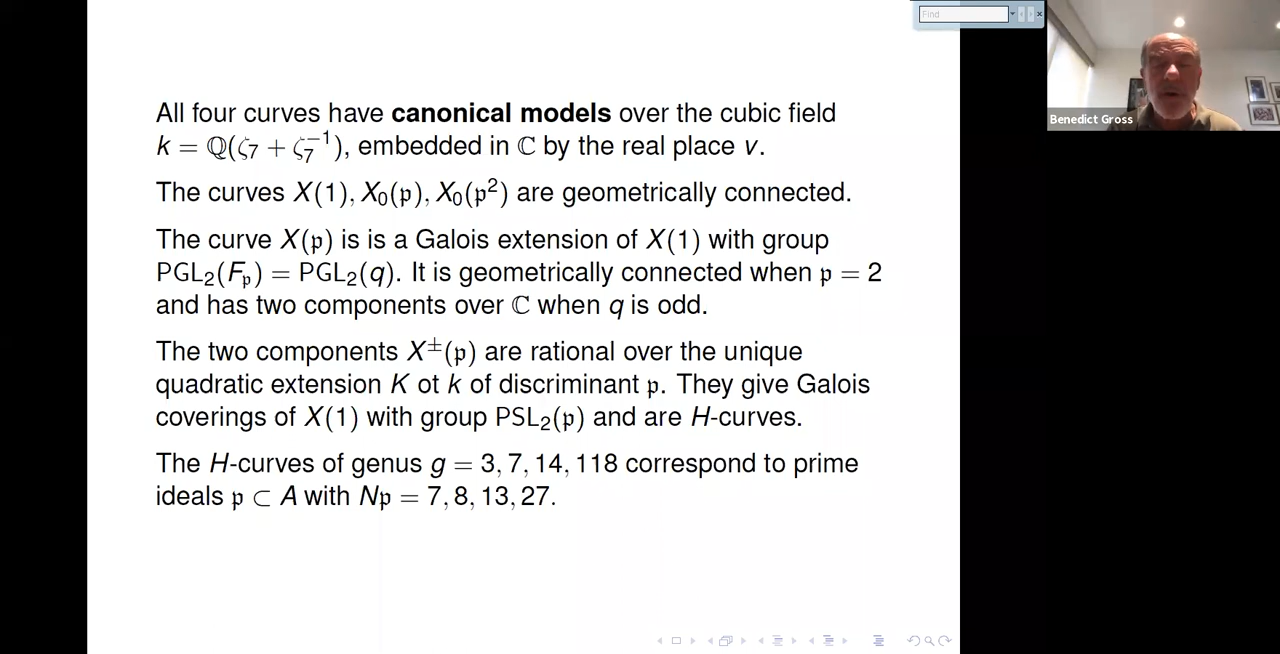 Find
Benedict Gross
All four curves have canonical models over the cubic field
k = ℚ(ζ₇ + ζ₇⁻¹), embedded in ℂ by the real place v.
The curves X(1), X₀(𝔭), X₀(𝔭²) are geometrically connected.
The curve X(𝔭) is is a Galois extension of X(1) with group
PGL₂(F_𝔭) = PGL₂(q). It is geometrically connected when 𝔭 = 2
and has two components over ℂ when q is odd.
The two components X^±(𝔭) are rational over the unique
quadratic extension K ot k of discriminant 𝔭. They give Galois
coverings of X(1) with group PSL₂(𝔭) and are H-curves.
The H-curves of genus g = 3, 7, 14, 118 correspond to prime
ideals 𝔭 ⊂ A with N𝔭 = 7, 8, 13, 27.